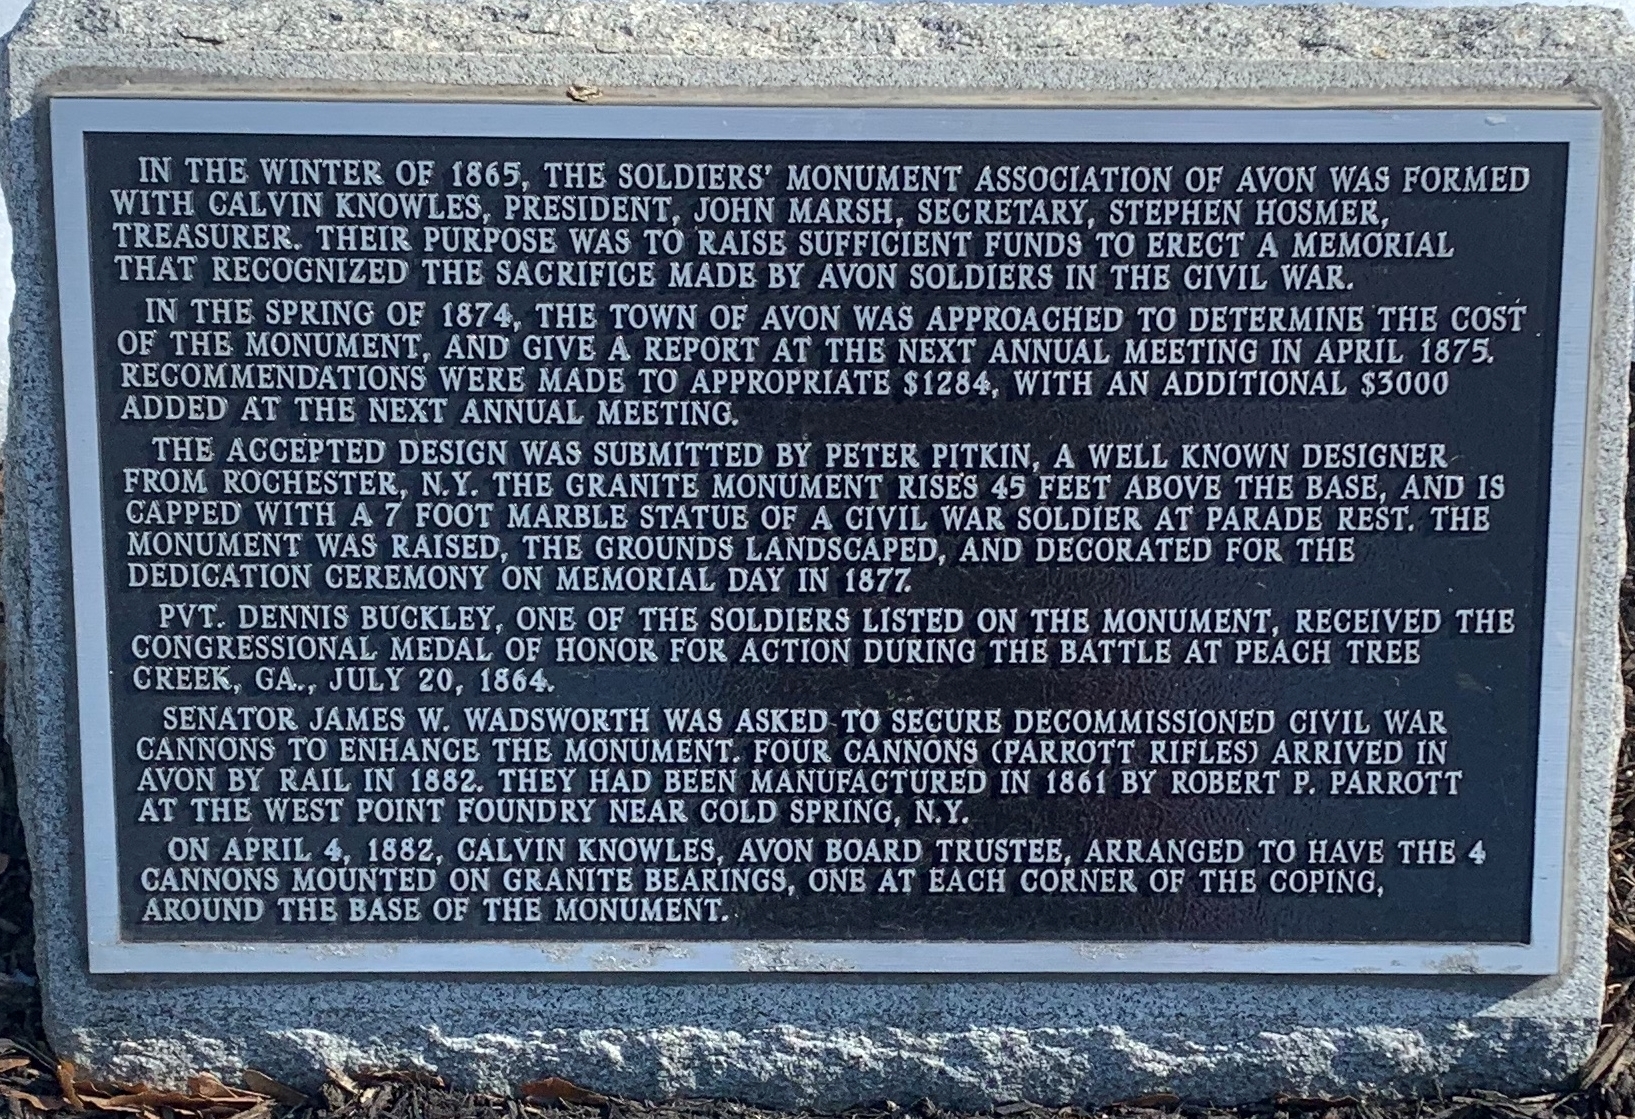 IN THE WINTER OF 1865, THE SOLDIERS' MONUMENT ASSOCIATION OF AVON WAS FORMED
WITH CALVIN KNOWLES, PRESIDENT, JOHN MARSH, SECRETARY, STEPHEN HOSMER,
TREASURER. THEIR PURPOSE WAS TO RAISE SUFFICIENT FUNDS TO ERECT A MEMORIAL
THAT RECOGNIZED THE SACRIFICE MADE BY AVON SOLDIERS IN THE CIVIL WAR.
IN THE SPRING OF 1874, THE TOWN OF AVON WAS APPROACHED TO DETERMINE THE COST
OF THE MONUMENT, AND GIVE A REPORT AT THE NEXT ANNUAL MEETING IN APRIL 1875.
RECOMMENDATIONS WERE MADE TO APPROPRIATE $1284, WITH AN ADDITIONAL $3000
ADDED AT THE NEXT ANNUAL MEETING.
THE ACCEPTED DESIGN WAS SUBMITTED BY PETER PITKIN, A WELL KNOWN DESIGNER
FROM ROCHESTER, N.Y. THE GRANITE MONUMENT RISES 45 FEET ABOVE THE BASE, AND IS
CAPPED WITH A 7 FOOT MARBLE STATUE OF A CIVIL WAR SOLDIER AT PARADE REST. THE
MONUMENT WAS RAISED, THE GROUNDS LANDSCAPED, AND DECORATED FOR THE
DEDICATION CEREMONY ON MEMORIAL DAY IN 1877.
PVT. DENNIS BUCKLEY, ONE OF THE SOLDIERS LISTED ON THE MONUMENT, RECEIVED THE
CONGRESSIONAL MEDAL OF HONOR FOR ACTION DURING THE BATTLE AT PEACH TREE
CREEK, GA., JULY 20, 1864.
SENATOR JAMES W. WADSWORTH WAS ASKED TO SECURE DECOMMISSIONED CIVIL WAR
CANNONS TO ENHANCE THE MONUMENT. FOUR CANNONS (PARROTT RIFLES) ARRIVED IN
AVON BY RAIL IN 1882. THEY HAD BEEN MANUFACTURED IN 1861 BY ROBERT P. PARROTT
AT THE WEST POINT FOUNDRY NEAR COLD SPRING, N.Y.
ON APRIL 4, 1882, CALVIN KNOWLES, AVON BOARD TRUSTEE, ARRANGED TO HAVE THE 4
CANNONS MOUNTED ON GRANITE BEARINGS, ONE AT EACH CORNER OF THE COPING,
AROUND THE BASE OF THE MONUMENT.